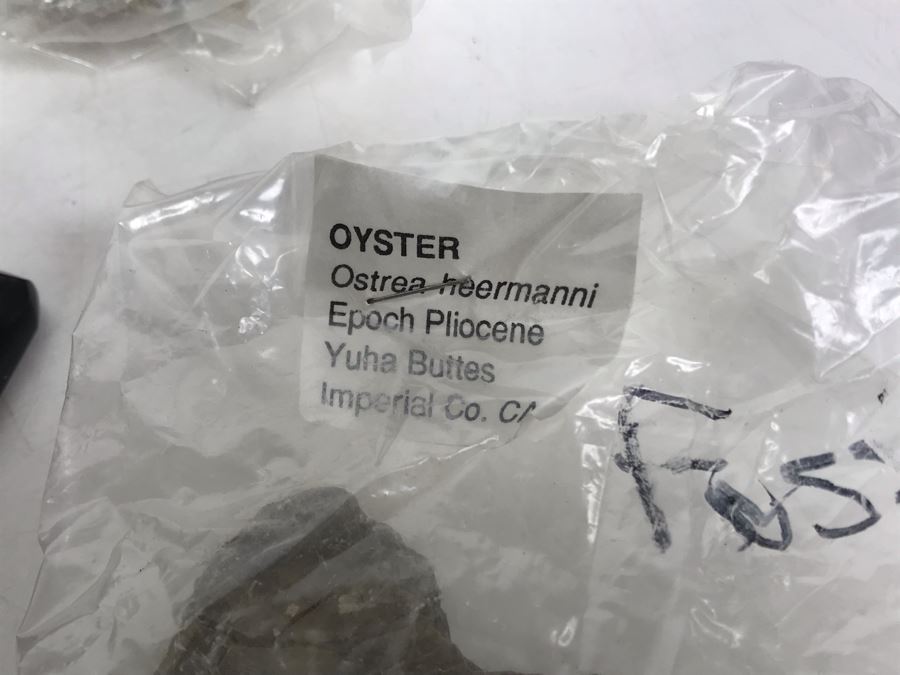 OYSTER
Ostrea heermanni
Epoch Pliocene
Yuha Buttes
Imperial Co. CA